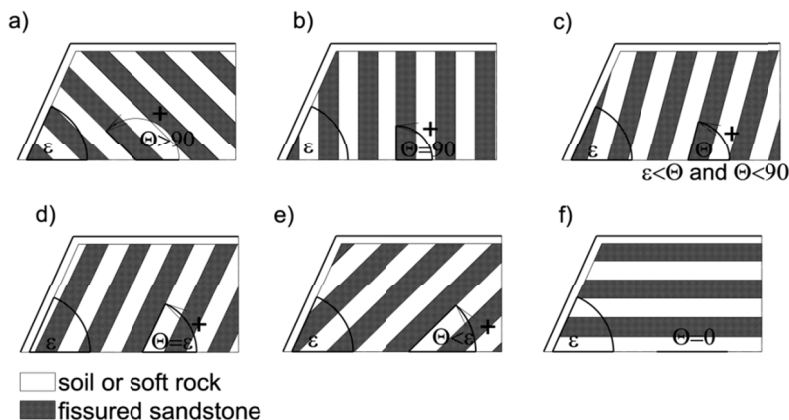 a)
b)
c)
ε
+
Θ>90
ε
+
Θ=90
ε
+
Θ
ε<Θ and Θ<90
d)
e)
f)
ε
+
Θ=ε
ε
+
Θ<ε
ε
Θ=0
soil or soft rock
fissured sandstone